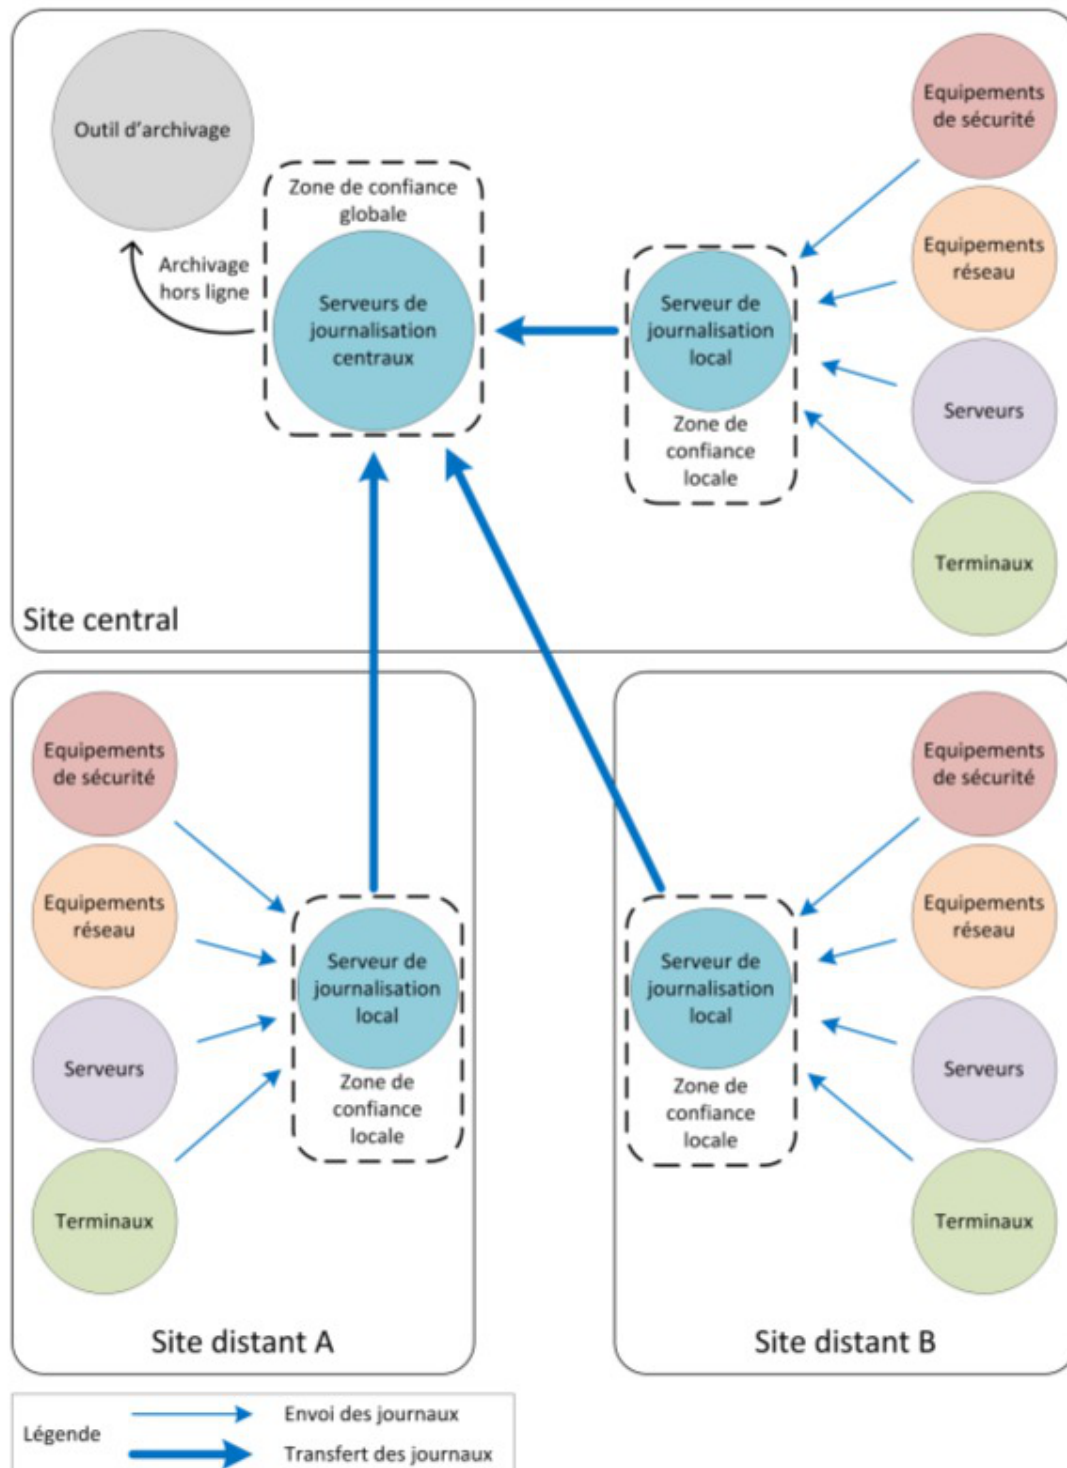 Outil d'archivage
Zone de confiance
globale
Archivage
hors ligne
Serveurs de
journalisation
centraux
Serveur de
journalisation
local
Zone de
confiance
locale
Equipements
de sécurité
Equipements
réseau
Serveurs
Terminaux
Site central
Equipements
de sécurité
Equipements
réseau
Serveurs
Terminaux
Serveur de
journalisation
local
Zone de
confiance
locale
Site distant A
Serveur de
journalisation
local
Zone de
confiance
locale
Equipements
de sécurité
Equipements
réseau
Serveurs
Terminaux
Site distant B
Légende
Envoi des journaux
Transfert des journaux